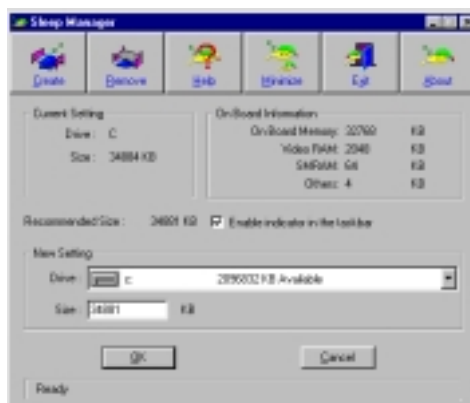 Sleep Manager
Create Remove Help Minimize Exit About
Current Setting
Drive : C
Size : 34884 KB
On-Board Information
On-Board Memory: 32768 KB
Video RAM: 2048 KB
SMRAM: 64 KB
Others: 4 KB
Recommended Size : 34881 KB Enable indicator in the taskbar
New Setting
Drive : c: 2096832 KB Available
Size : 34881 KB
OK Cancel
Ready